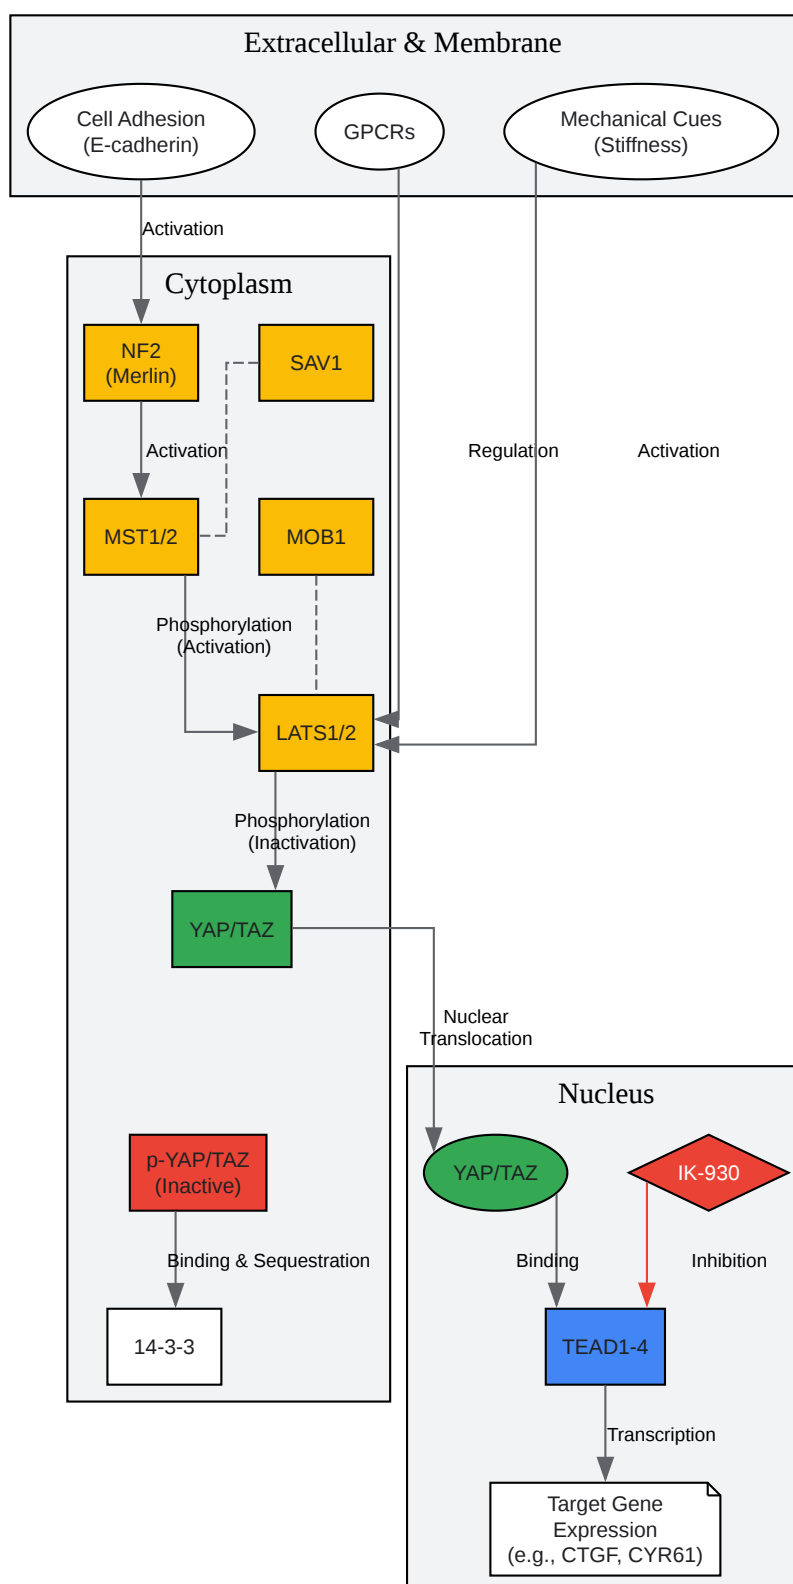 Extracellular & Membrane
Cell Adhesion
(E-cadherin)
GPCRs
Mechanical Cues
(Stiffness)
Activation
Cytoplasm
NF2
(Merlin)
SAV1
Activation
Regulation
Activation
MST1/2
MOB1
Phosphorylation
(Activation)
LATS1/2
Phosphorylation
(Inactivation)
YAP/TAZ
Nuclear
Translocation
Nucleus
p-YAP/TAZ
(Inactive)
YAP/TAZ
IK-930
Binding & Sequestration
Binding
Inhibition
14-3-3
TEAD1-4
Transcription
Target Gene
Expression
(e.g., CTGF, CYR61)